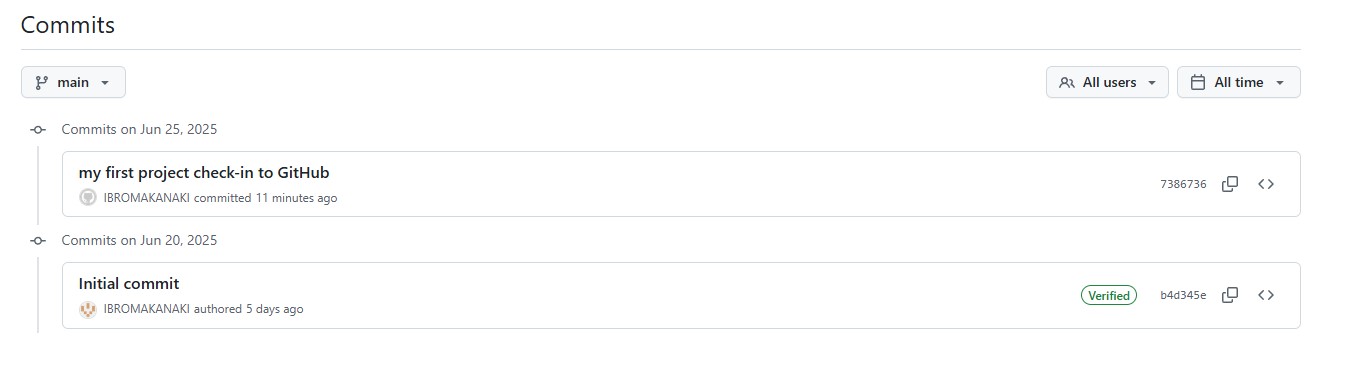 Commits
main
All users
All time
Commits on Jun 25, 2025
my first project check-in to GitHub
7386736
IBROMAKANAKI committed 11 minutes ago
Commits on Jun 20, 2025
Initial commit
Verified
b4d345e
IBROMAKANAKI authored 5 days ago